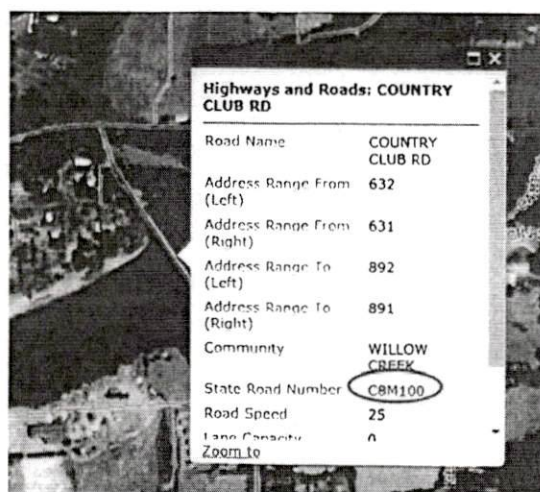 Highways and Roads: COUNTRY
CLUB RD
Road Name COUNTRY
CLUB RD
Address Range From 632
(Left)
Address Range From 631
(Right)
Address Range To 892
(Left)
Address Range To 891
(Right)
Community WILLOW
CREEK
State Road Number C8M100
Road Speed 25
Lane Capacity 0
Zoom to